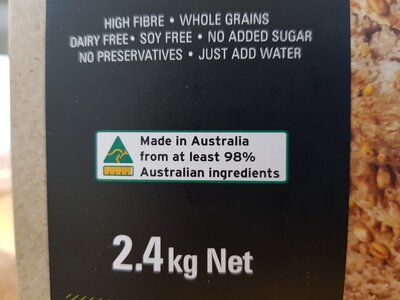 HIGH FIBRE • WHOLE GRAINS
DAIRY FREE • SOY FREE • NO ADDED SUGAR
NO PRESERVATIVES • JUST ADD WATER
Made in Australia
from at least 98%
Australian ingredients
2.4kg Net